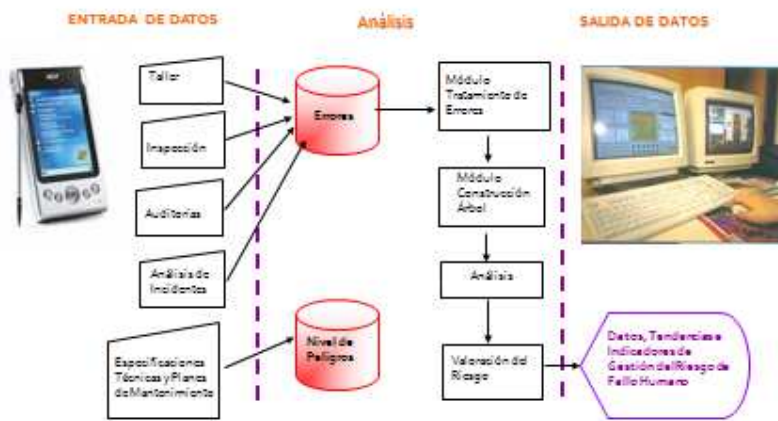 ENTRADA DE DATOS
Análisis
SALIDA DE DATOS
Taller
Inspección
Auditorías
Análisis de
Incidentes
Especificaciones
Técnicas y Planes
de Mantenimiento
Errores
Nivel de
Peligros
Módulo
Tratamiento de
Errores
Módulo
Construcción
Árbol
Análisis
Valoración del
Riesgo
Datos, Tendencias e
Indicadores de
Gestión del Riesgo de
Fallo Humano